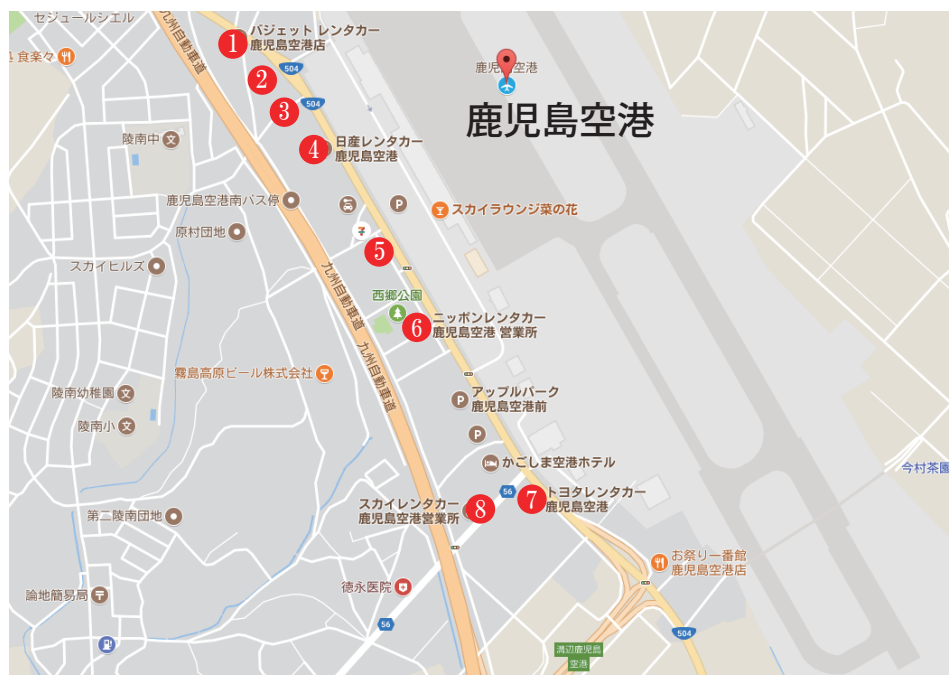 セジュールシエル
バジェット レンタカー
鹿児島空港店
1
九州自動車道
食楽々
504
2
鹿児島空港
鹿児島空港
504
3
陵南中
文
4
日産レンタカー
鹿児島空港
鹿児島空港南バス停
P
スカイラウンジ菜の花
原村団地
7
5
スカイヒルズ
九州自動車道
西郷公園
6
ニッポンレンタカー
鹿児島空港 営業所
九州自動車道
霧島高原ビール株式会社
陵南幼稚園
文
P
アップルパーク
鹿児島空港前
陵南小
文
P
かごしま空港ホテル
今村茶園
56
7
トヨタレンタカー
鹿児島空港
スカイレンタカー
鹿児島空港営業所
8
第二陵南団地
お祭り一番館
鹿児島空港店
徳永医院
論地簡易局
〒
56
504
溝辺鹿児島
空港